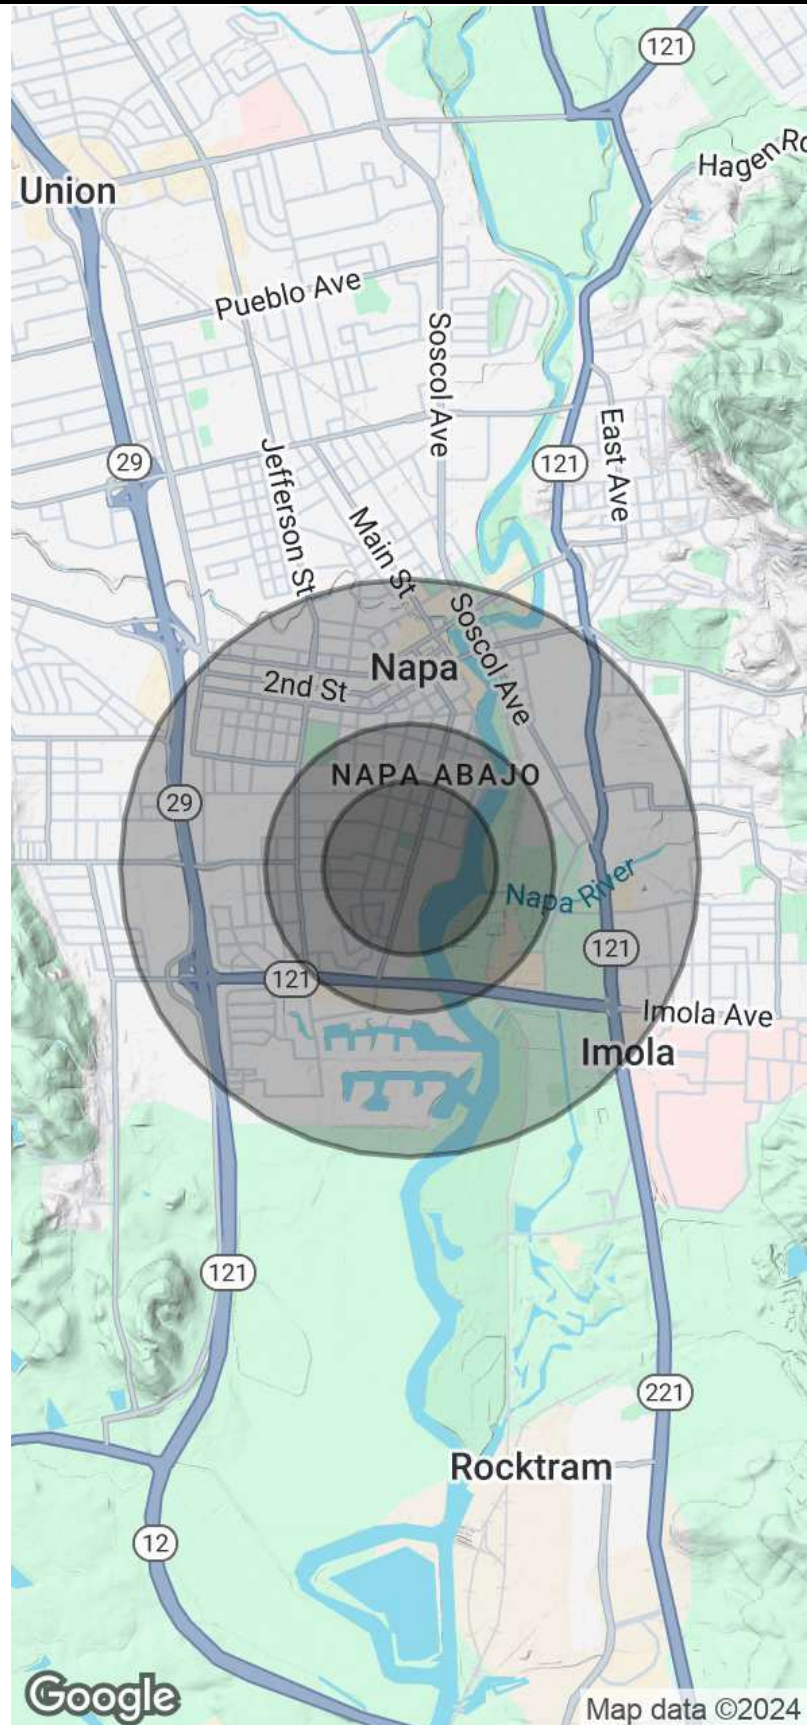 121
Hagen Ro
Union
Pueblo Ave
Soscol Ave
29
Jefferson St
Main St
121
East Ave
Soscol Ave
Napa
2nd St
NAPA ABAJO
29
Napa River
121
121
Imola Ave
Imola
121
221
Rocktram
12
Google
Map data ©2024